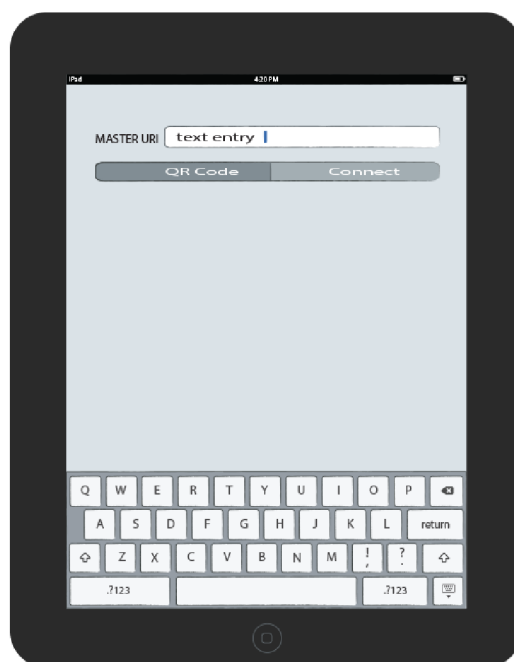 iPad 4:20 PM
MASTER URI text entry
QR Code Connect
Q W E R T Y U I O P
A S D F G H J K L return
Z X C V B N M ! , ? .
.?123 .?123